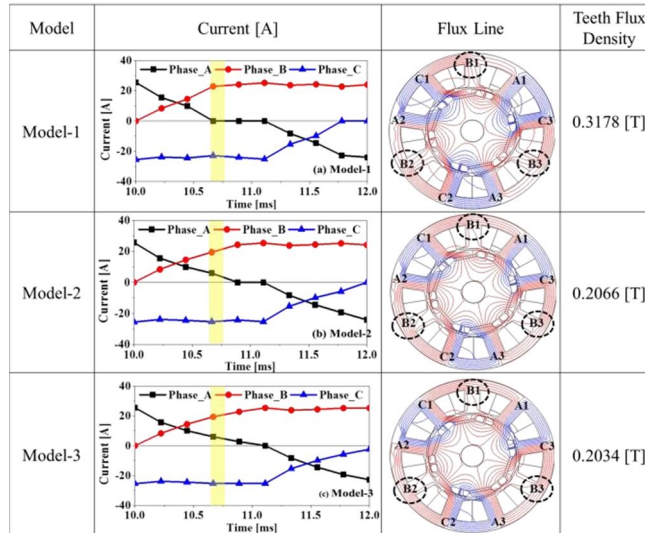 Model
Current [A]
Flux Line
Teeth Flux
Density
Model-1
Current [A]
40
20
0
-20
-40
Phase_A
Phase_B
Phase_C
(a) Model-1
10.0
10.5
11.0
11.5
12.0
Time [ms]
B1
C1
A1
A2
C3
B2
B3
C2
A3
0.3178 [T]
Model-2
Current [A]
40
20
0
-20
-40
Phase_A
Phase_B
Phase_C
(b) Model-2
10.0
10.5
11.0
11.5
12.0
Time [ms]
B1
C1
A1
A2
C3
B2
B3
C2
A3
0.2066 [T]
Model-3
Current [A]
40
20
0
-20
-40
Phase_A
Phase_B
Phase_C
(c) Model-3
10.0
10.5
11.0
11.5
12.0
Time [ms]
B1
C1
A1
A2
C3
B2
B3
C2
A3
0.2034 [T]